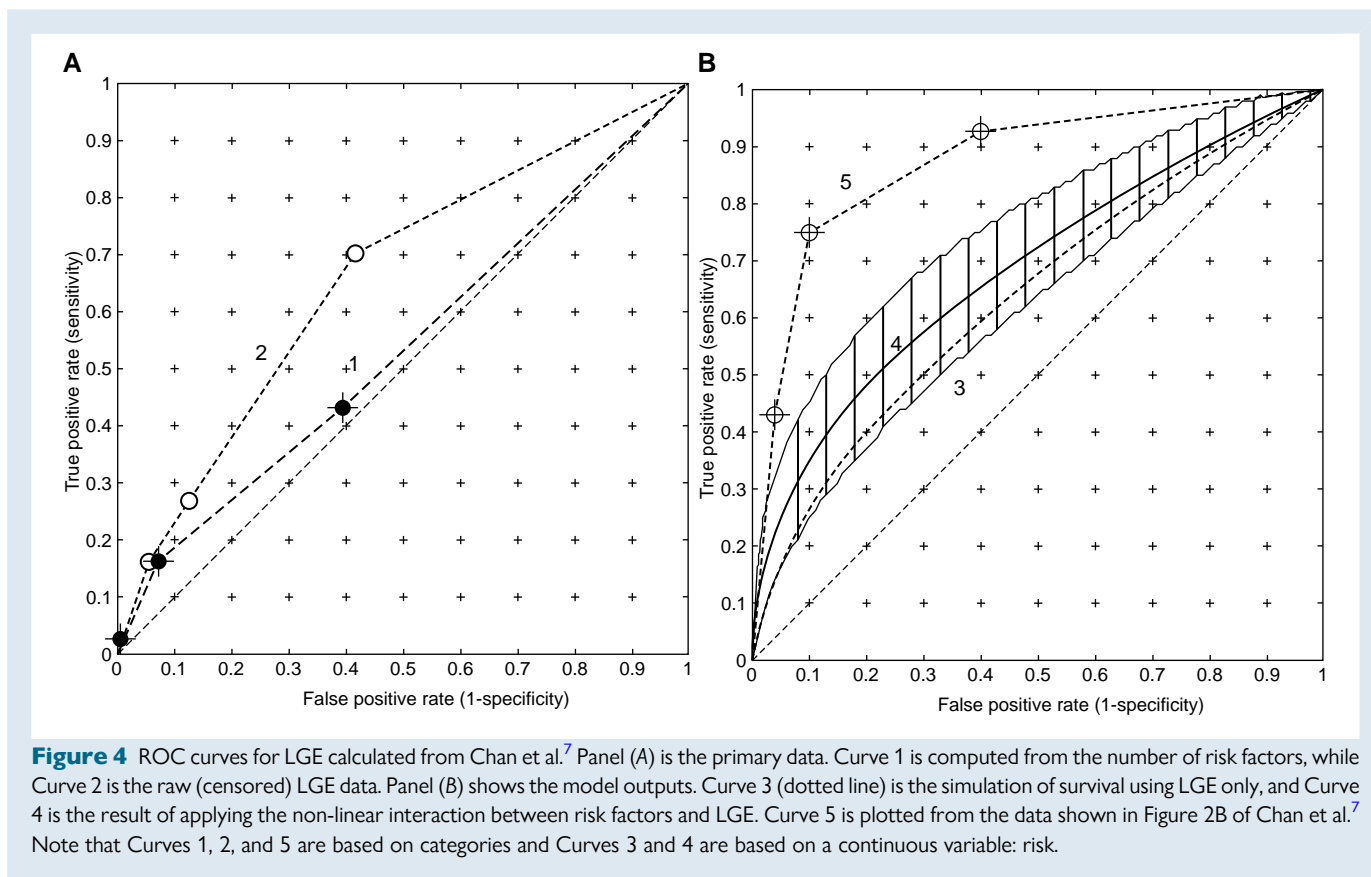 A
1
0.9
0.8
0.7
0.6
0.5
0.4
0.3
0.2
0.1
0
True positive rate (sensitivity)
2
1
0 0.1 0.2 0.3 0.4 0.5 0.6 0.7 0.8 0.9 1
False positive rate (1-specificity)
B
1
0.9
0.8
0.7
0.6
0.5
0.4
0.3
0.2
0.1
0
True positive rate (sensitivity)
5
4
3
0 0.1 0.2 0.3 0.4 0.5 0.6 0.7 0.8 0.9 1
False positive rate (1-specificity)
Figure 4 ROC curves for LGE calculated from Chan et al.7 Panel (A) is the primary data. Curve 1 is computed from the number of risk factors, while
Curve 2 is the raw (censored) LGE data. Panel (B) shows the model outputs. Curve 3 (dotted line) is the simulation of survival using LGE only, and Curve
4 is the result of applying the non-linear interaction between risk factors and LGE. Curve 5 is plotted from the data shown in Figure 2B of Chan et al.7
Note that Curves 1, 2, and 5 are based on categories and Curves 3 and 4 are based on a continuous variable: risk.